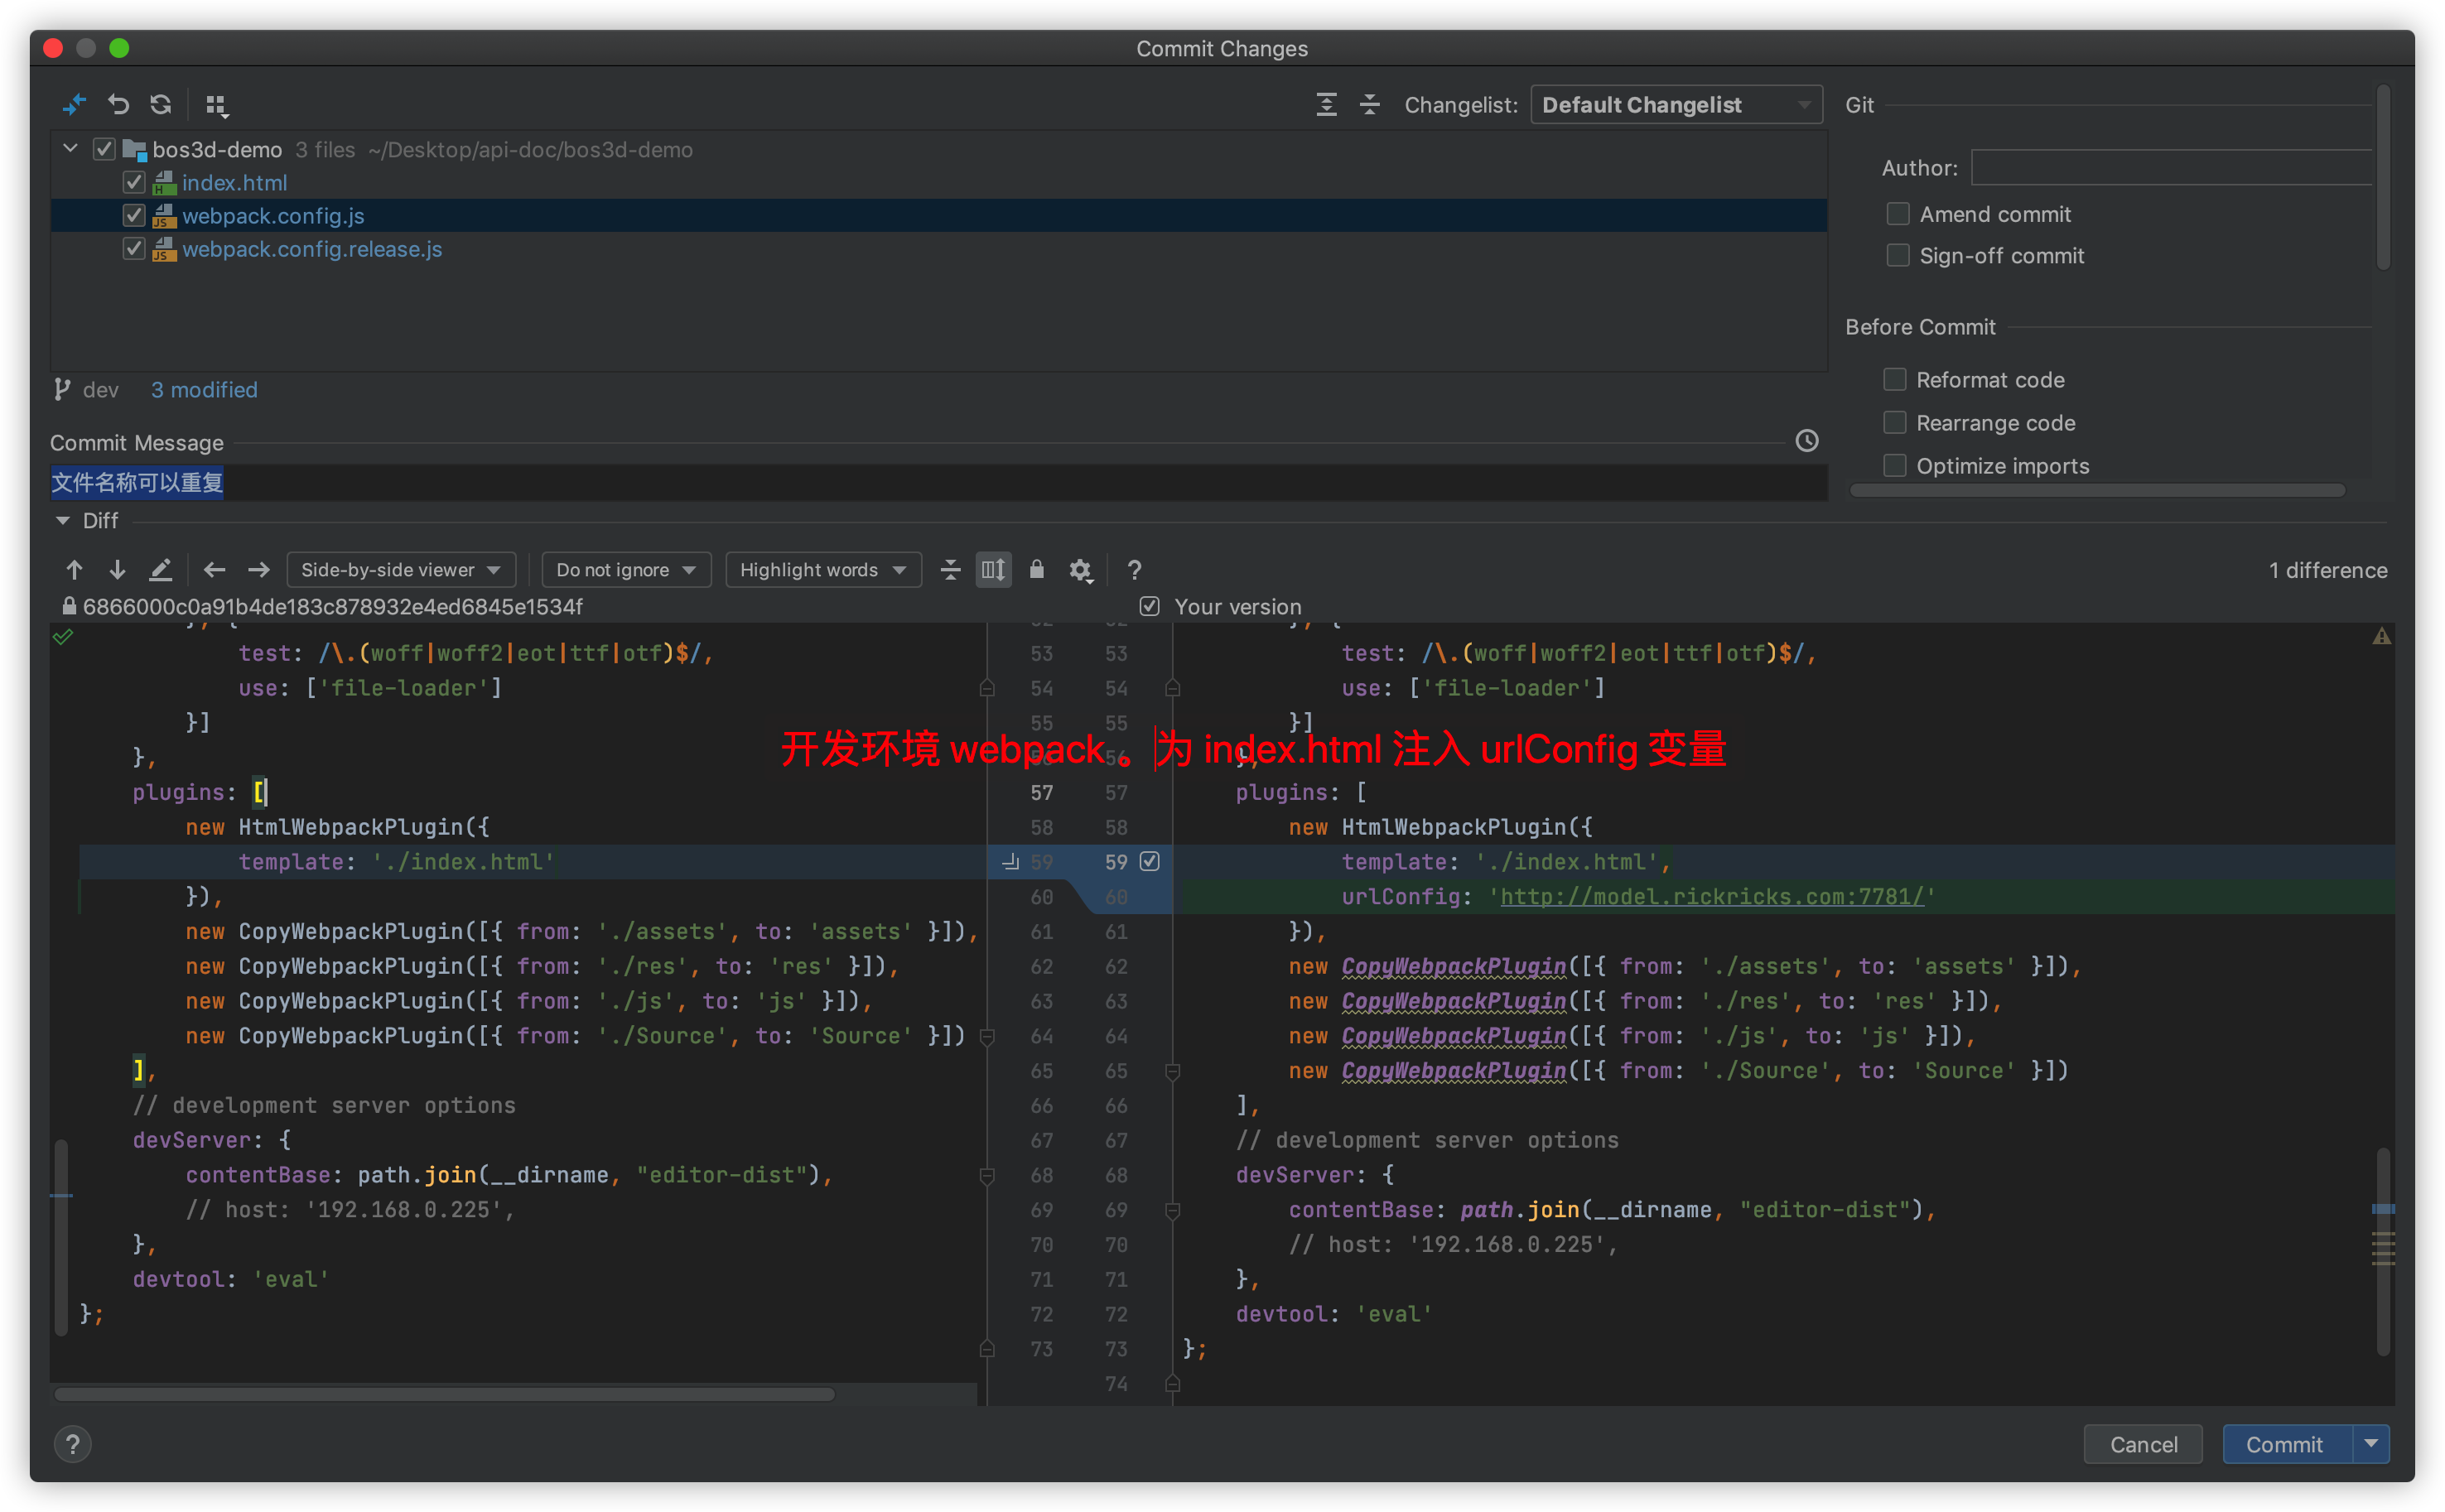 Commit Changes
Changelist: Default Changelist
bos3d-demo 3 files ~/Desktop/api-doc/bos3d-demo
index.html
webpack.config.js
webpack.config.release.js
dev 3 modified
Commit Message
文件名称可以重复
Git
Author:
Amend commit
Sign-off commit
Before Commit
Reformat code
Rearrange code
Optimize imports
Diff
Side-by-side viewer Do not ignore Highlight words ? 1 difference
6866000c0a91b4de183c878932e4ed6845e1534f
Your version
}, {
test: /\.(woff|woff2|eot|ttf|otf)$/,
use: ['file-loader']
}]
},
plugins: [
new HtmlWebpackPlugin({
template: './index.html'
}),
new CopyWebpackPlugin([{ from: './assets', to: 'assets' }]),
new CopyWebpackPlugin([{ from: './res', to: 'res' }]),
new CopyWebpackPlugin([{ from: './js', to: 'js' }]),
new CopyWebpackPlugin([{ from: './Source', to: 'Source' }])
],
// development server options
devServer: {
contentBase: path.join(__dirname, "editor-dist"),
// host: '192.168.0.225',
},
devtool: 'eval'
};
52 52
53 53
54 54
55 55
56 56
57 57
58 58
59 59
60 60
61 61
62 62
63 63
64 64
65 65
66 66
67 67
68 68
69 69
70 70
71 71
72 72
73 73
74
开发环境 webpack 。为 index.html 注入 urlConfig 变量
}, {
test: /\.(woff|woff2|eot|ttf|otf)$/,
use: ['file-loader']
}]
},
plugins: [
new HtmlWebpackPlugin({
template: './index.html',
urlConfig: 'http://model.rickricks.com:7781/'
}),
new CopyWebpackPlugin([{ from: './assets', to: 'assets' }]),
new CopyWebpackPlugin([{ from: './res', to: 'res' }]),
new CopyWebpackPlugin([{ from: './js', to: 'js' }]),
new CopyWebpackPlugin([{ from: './Source', to: 'Source' }])
],
// development server options
devServer: {
contentBase: path.join(__dirname, "editor-dist"),
// host: '192.168.0.225',
},
devtool: 'eval'
};
?
Cancel
Commit